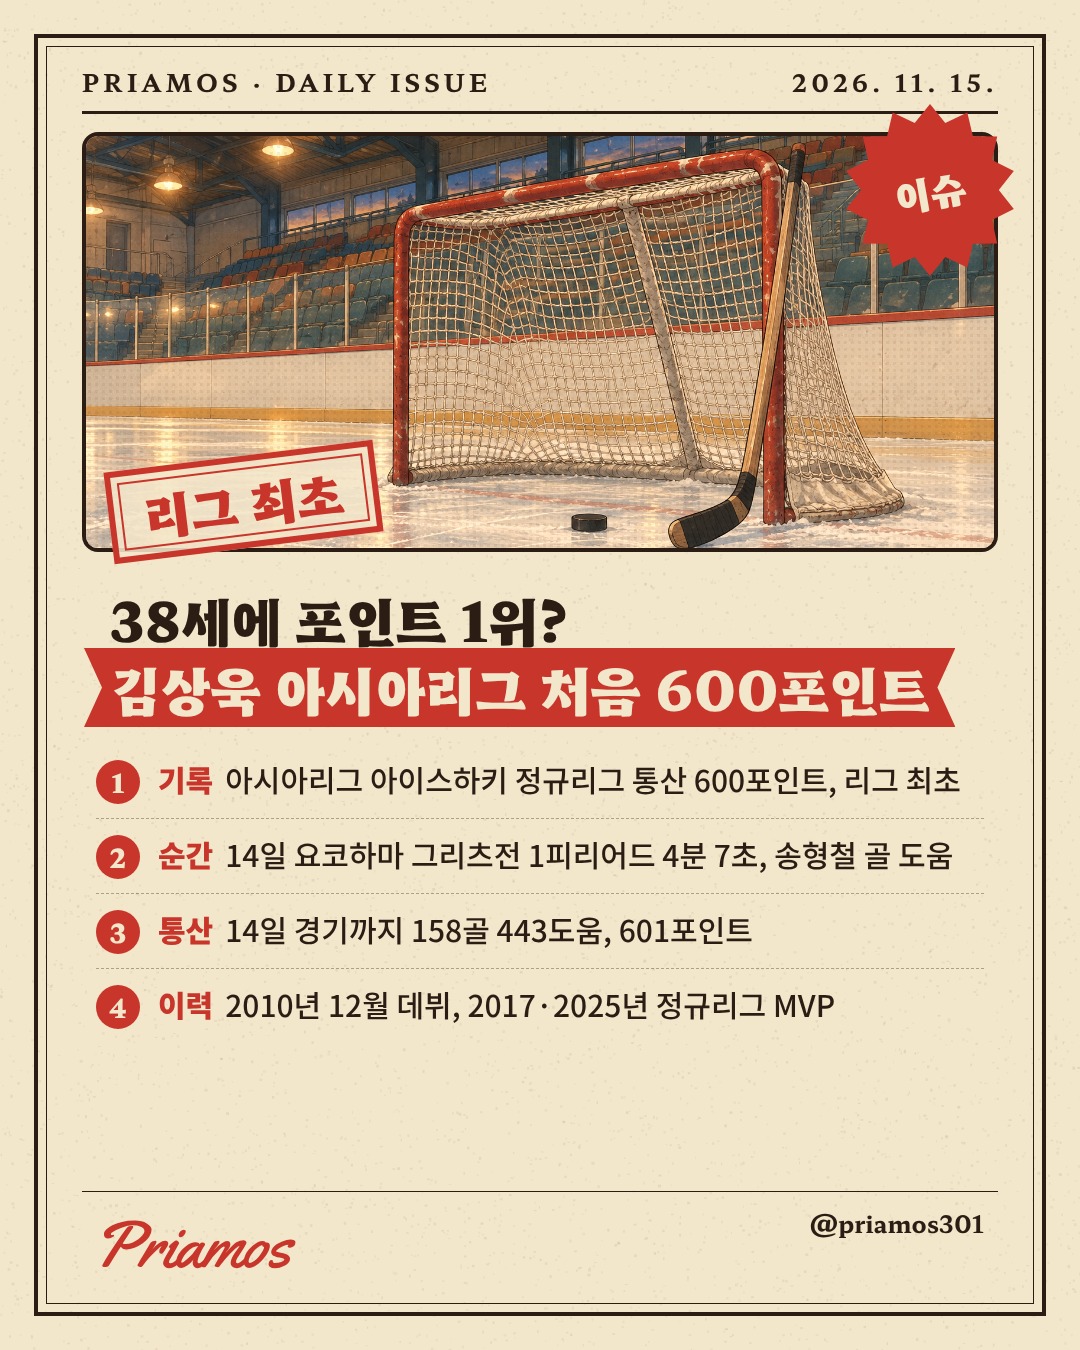 PRIAMOS · DAILY ISSUE
2026. 11. 15.
이슈
리그 최초
38세에 포인트 1위?
김상욱 아시아리그 처음 600포인트
1 기록 아시아리그 아이스하키 정규리그 통산 600포인트, 리그 최초
2 순간 14일 요코하마 그리츠전 1피리어드 4분 7초, 송형철 골 도움
3 통산 14일 경기까지 158골 443도움, 601포인트
4 이력 2010년 12월 데뷔, 2017·2025년 정규리그 MVP
Priamos
@priamos301